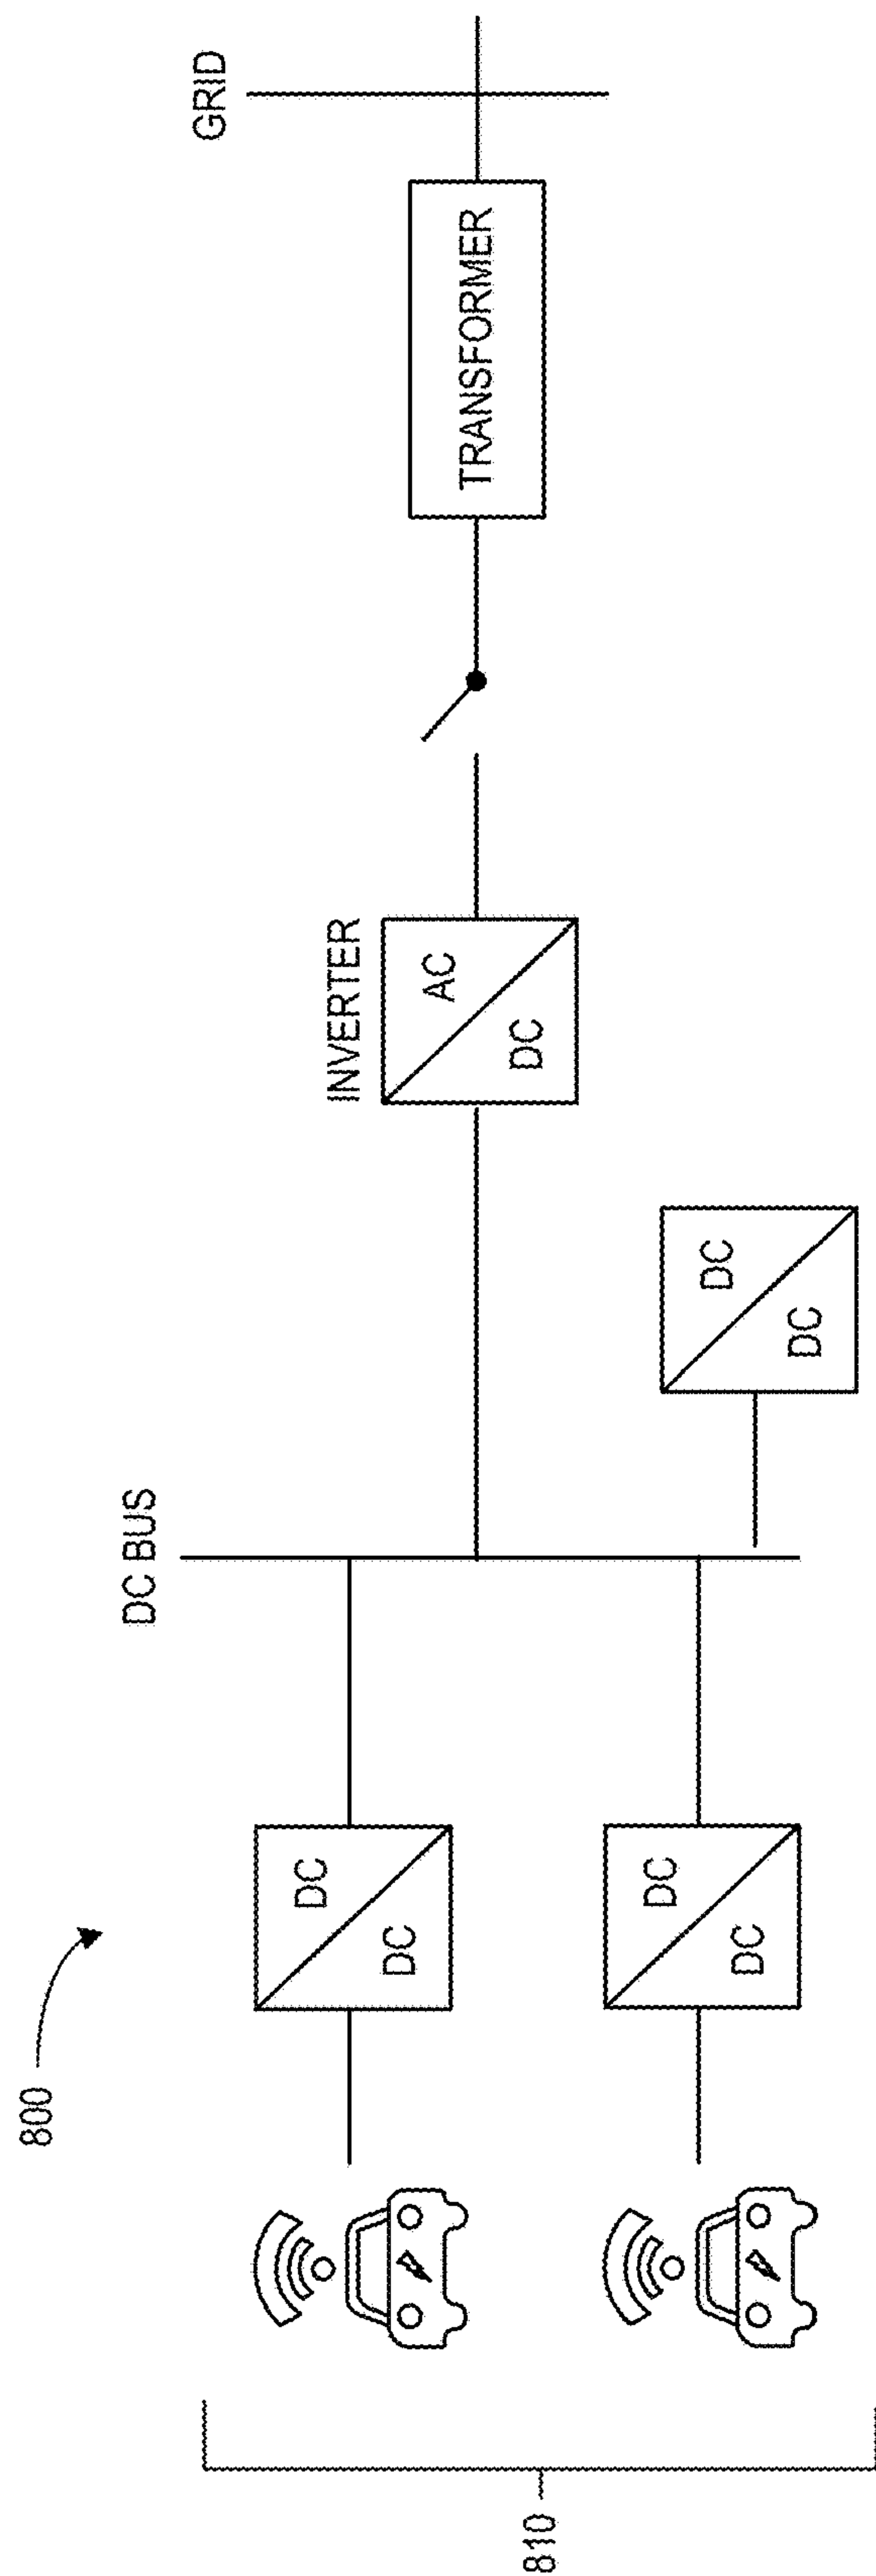 800
810
DC
DC
DC
DC
DC BUS
DC
DC
INVERTER
AC
DC
TRANSFORMER
GRID